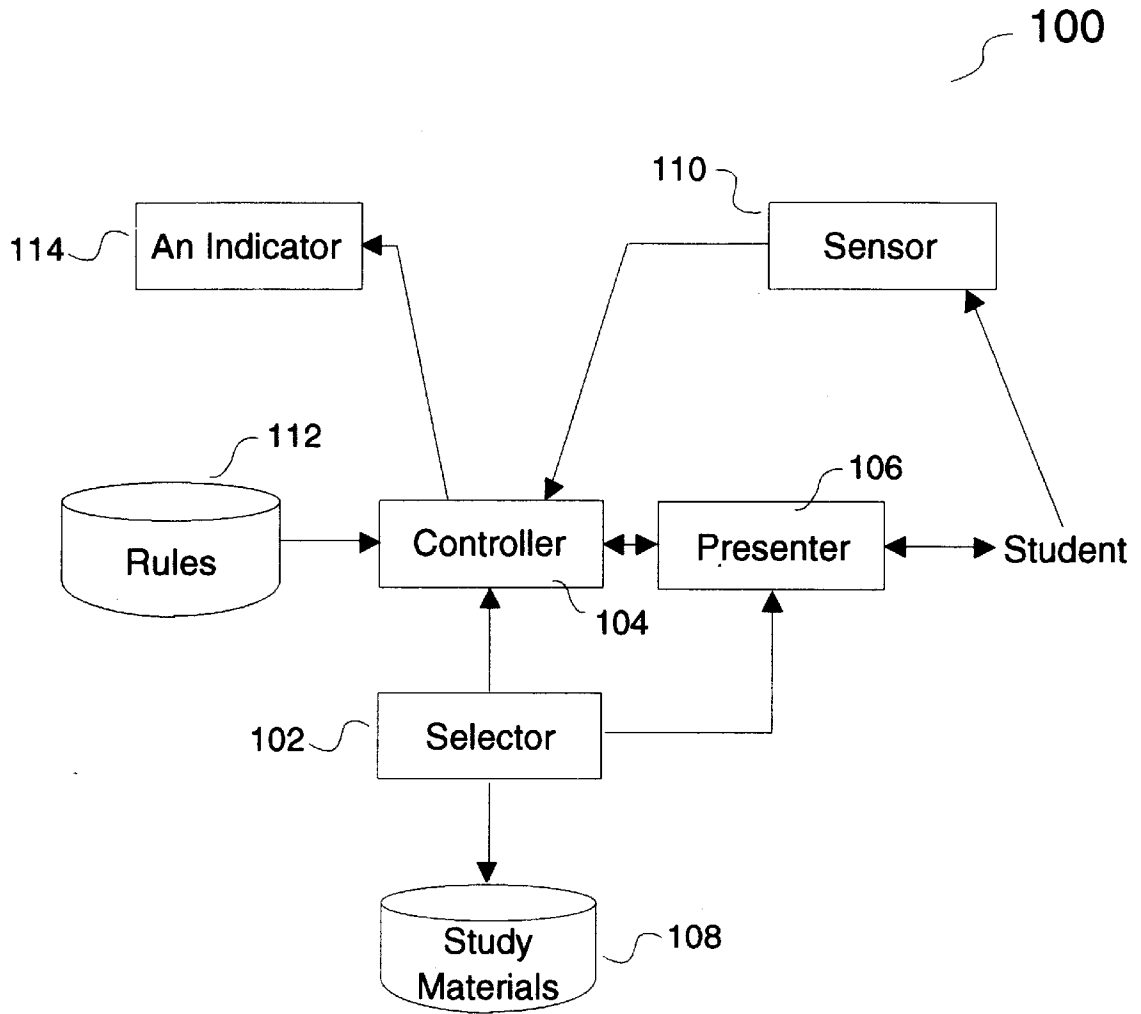 100
110
114
An Indicator
Sensor
112
106
Rules
Controller
Presenter
Student
104
102
Selector
Study
Materials
108